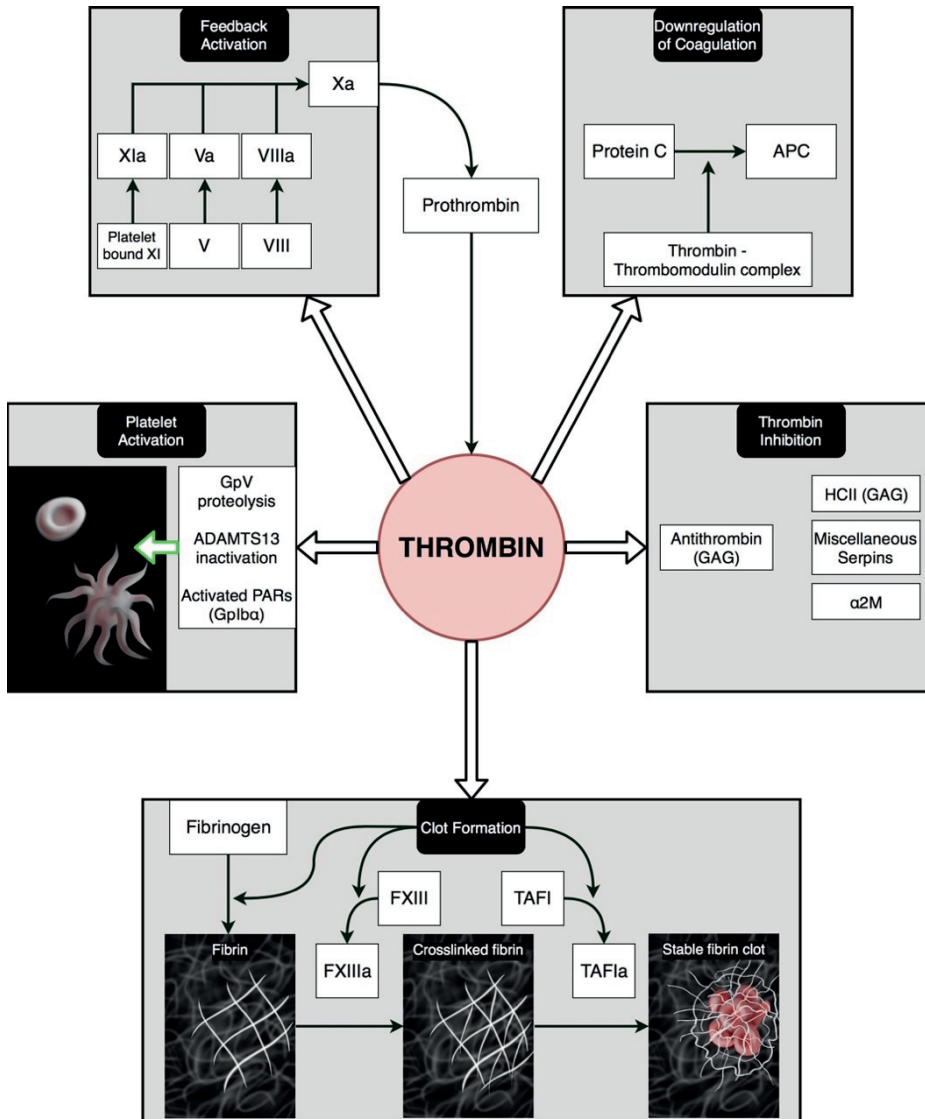 Feedback
Activation
Xa
XIa
Va
VIIIa
Platelet
bound XI
V
VIII
Prothrombin
Downregulation
of Coagulation
Protein C
APC
Thrombin -
Thrombomodulin complex
Platelet
Activation
GpV
proteolysis
ADAMTS13
inactivation
Activated PARs
(GpIbα)
THROMBIN
Thrombin
Inhibition
Antithrombin
(GAG)
HCII (GAG)
Miscellaneous
Serpins
α2M
Clot Formation
Fibrinogen
FXIII
TAFI
Fibrin
FXIIIa
Crosslinked fibrin
TAFIa
Stable fibrin clot